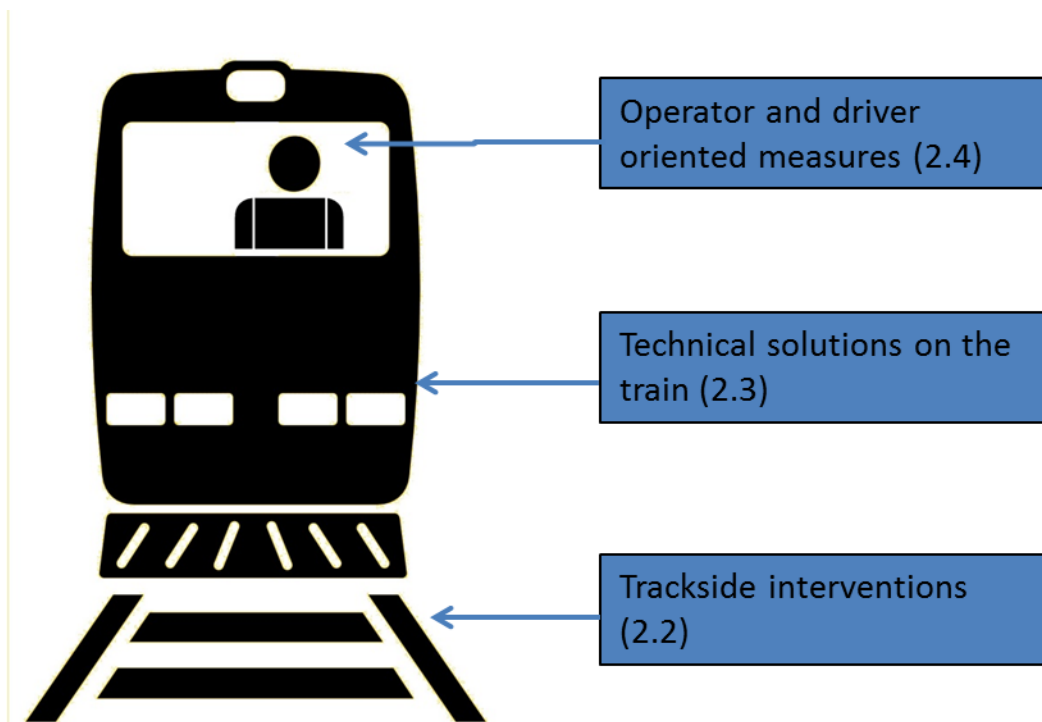 Operator and driver
oriented measures (2.4)
Technical solutions on the
train (2.3)
Trackside interventions
(2.2)